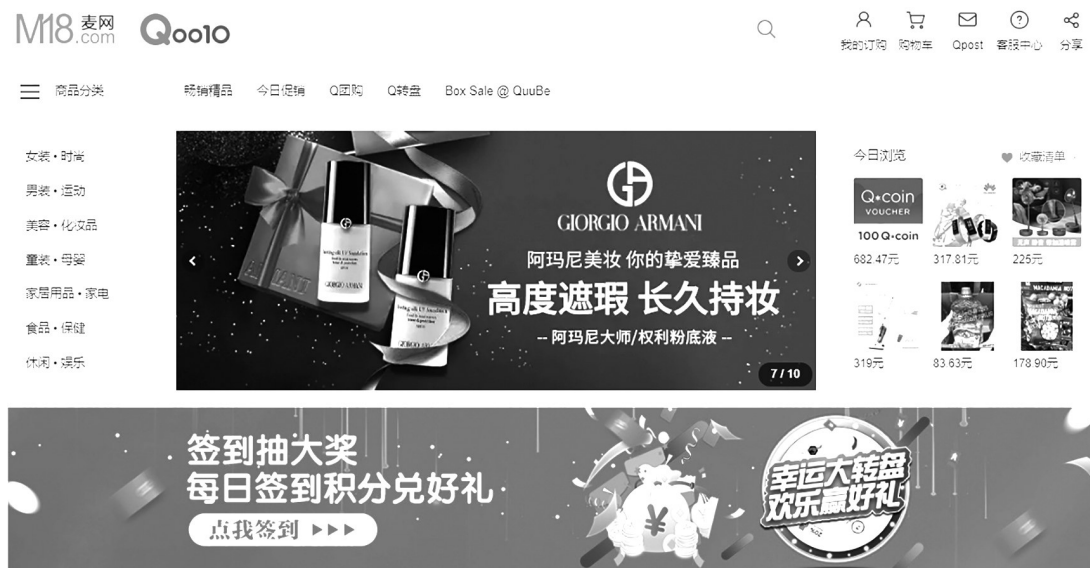 M18 麦网
.com
Qoo10
我的订购
购物车
Qpost
客服中心
分享
商品分类
畅销精品
今日促销
Q团购
Q转盘
Box Sale @ QuuBe
女装 • 时尚
男装 • 运动
美容 • 化妆品
童装 • 母婴
家居用品 • 家电
食品 • 保健
休闲 • 娱乐
GIORGIO ARMANI
阿玛尼美妆 你的挚爱臻品
高度遮瑕 长久持妆
-- 阿玛尼大师/权利粉底液 --
7 / 10
ARMANI
GIORGIO ARMANI
GIORGIO ARMANI
今日浏览
收藏清单
Q•coin
VOUCHER
100 Q•coin
682.47元
317.81元
225元
MACADAMIA NUT
319元
83.63元
178.90元
签到抽大奖
每日签到积分兑好礼
点我签到
¥
幸运大转盘
欢乐赢好礼